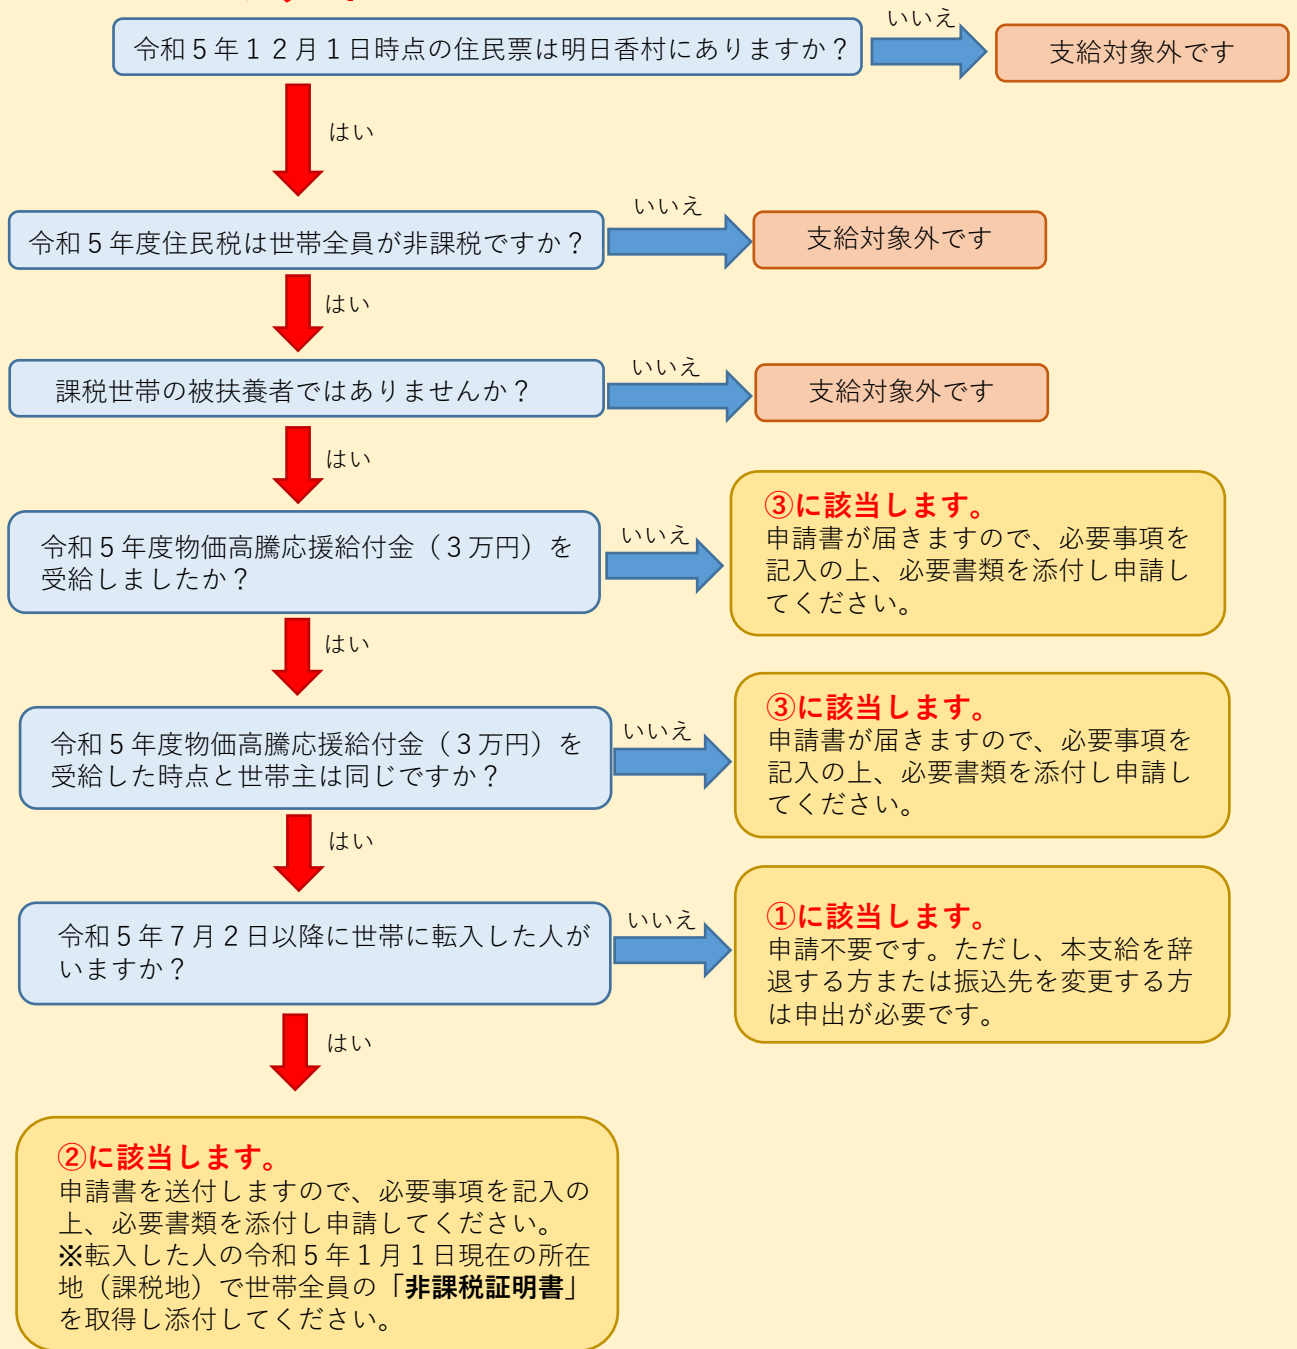 令和５年１２月１日時点の住民票は明日香村にありますか？
いいえ
支給対象外です
はい
令和５年度住民税は世帯全員が非課税ですか？
いいえ
支給対象外です
はい
課税世帯の被扶養者ではありませんか？
いいえ
支給対象外です
はい
令和５年度物価高騰応援給付金（３万円）を
受給しましたか？
いいえ
③に該当します。
申請書が届きますので、必要事項を
記入の上、必要書類を添付し申請し
てください。
はい
令和５年度物価高騰応援給付金（３万円）を
受給した時点と世帯主は同じですか？
いいえ
③に該当します。
申請書が届きますので、必要事項を
記入の上、必要書類を添付し申請し
てください。
はい
令和５年７月２日以降に世帯に転入した人が
いますか？
いいえ
①に該当します。
申請不要です。ただし、本支給を辞
退する方または振込先を変更する方
は申出が必要です。
はい
②に該当します。
申請書を送付しますので、必要事項を記入の
上、必要書類を添付し申請してください。
※転入した人の令和５年１月１日現在の所在
地（課税地）で世帯全員の「非課税証明書」
を取得し添付してください。